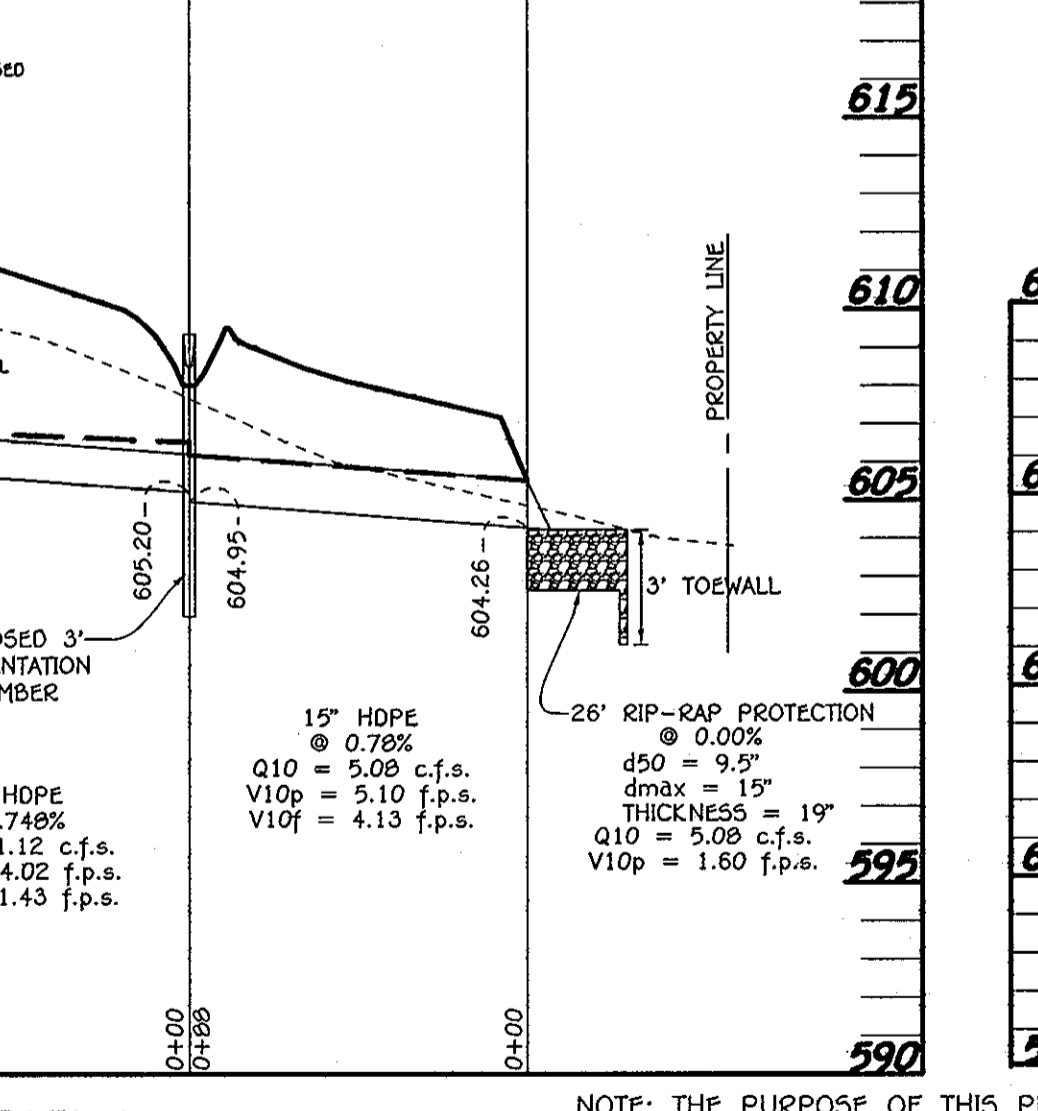 615
610
PROPERTY LINE
605
605.20
604.95
604.26
3' TOEWALL
3'
600
26' RIP-RAP PROTECTION
@ 0.00%
d50 = 9.5"
dmax = 15"
THICKNESS = 19"
Q10 = 5.08 c.f.s.
V10p = 1.60 f.p.s.
15" HDPE
@ 0.78%
Q10 = 5.08 c.f.s.
V10p = 5.10 f.p.s.
V10f = 4.13 f.p.s.
HDPE
.748%
1.12 c.f.s.
4.02 f.p.s.
1.43 f.p.s.
595
0+00
0+88
0+00
590
NOTE: THE PURPOSE OF THIS